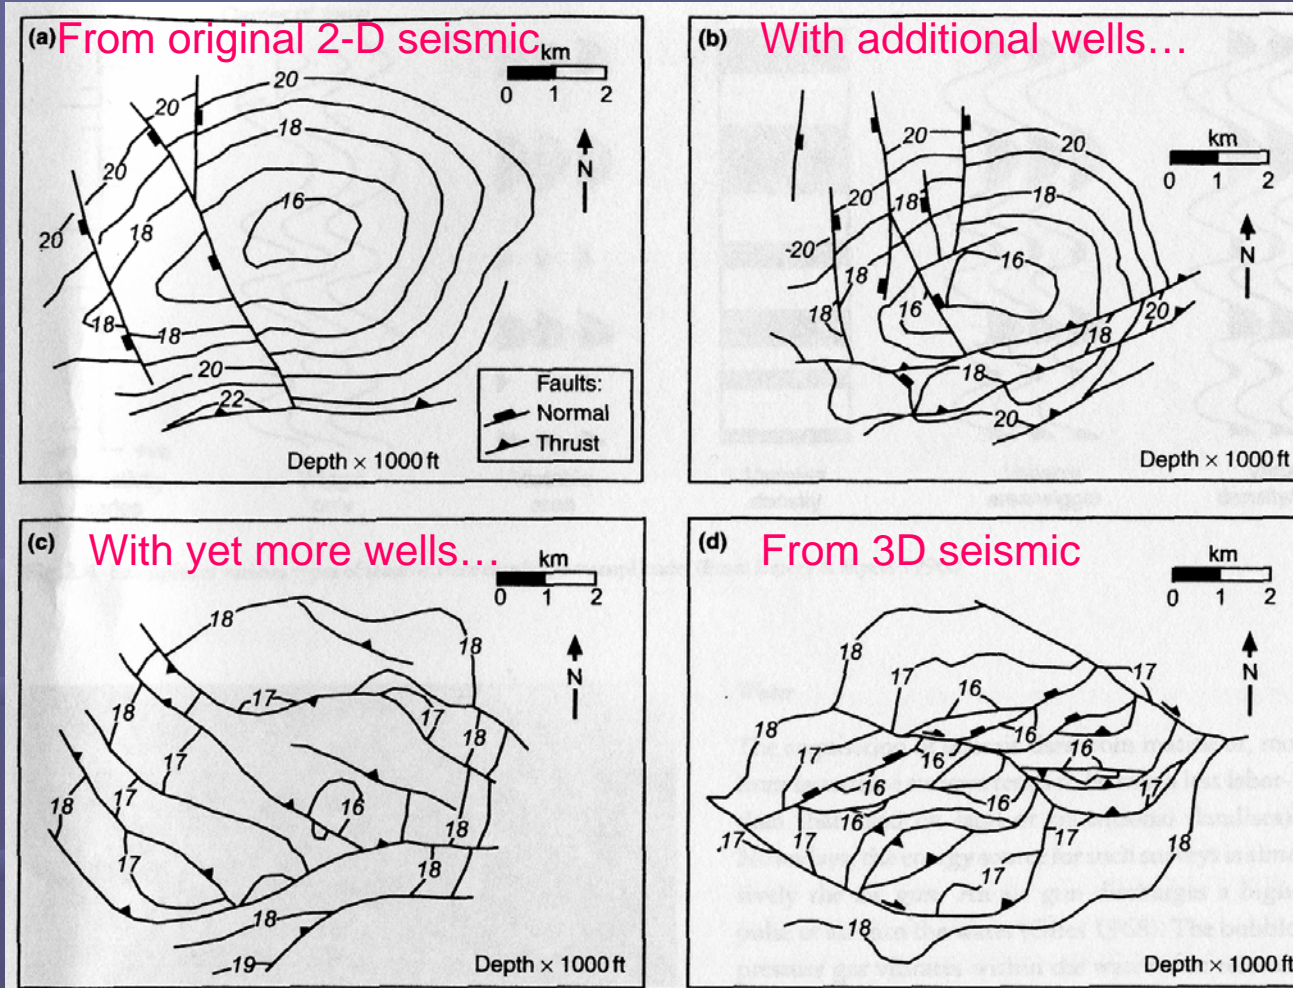 (a) From original 2-D seismic
km
0 1 2
20
20
20
18
16
N
20
18
18
18
20
22
Faults:
Normal
Thrust
Depth × 1000 ft
(b) With additional wells…
km
0 1 2
20
20
20
18
18
-20
16
N
18
16
18
18
20
18
20
Depth × 1000 ft
(c) With yet more wells…
km
0 1 2
18
18
N
17
18
17
18
17
18
17
16
18
17
18
18
-19
Depth × 1000 ft
(d) From 3D seismic
km
0 1 2
18
17
17
16
N
18
16
16
16
16
17
16
17
17
18
17
18
Depth × 1000 ft
Water